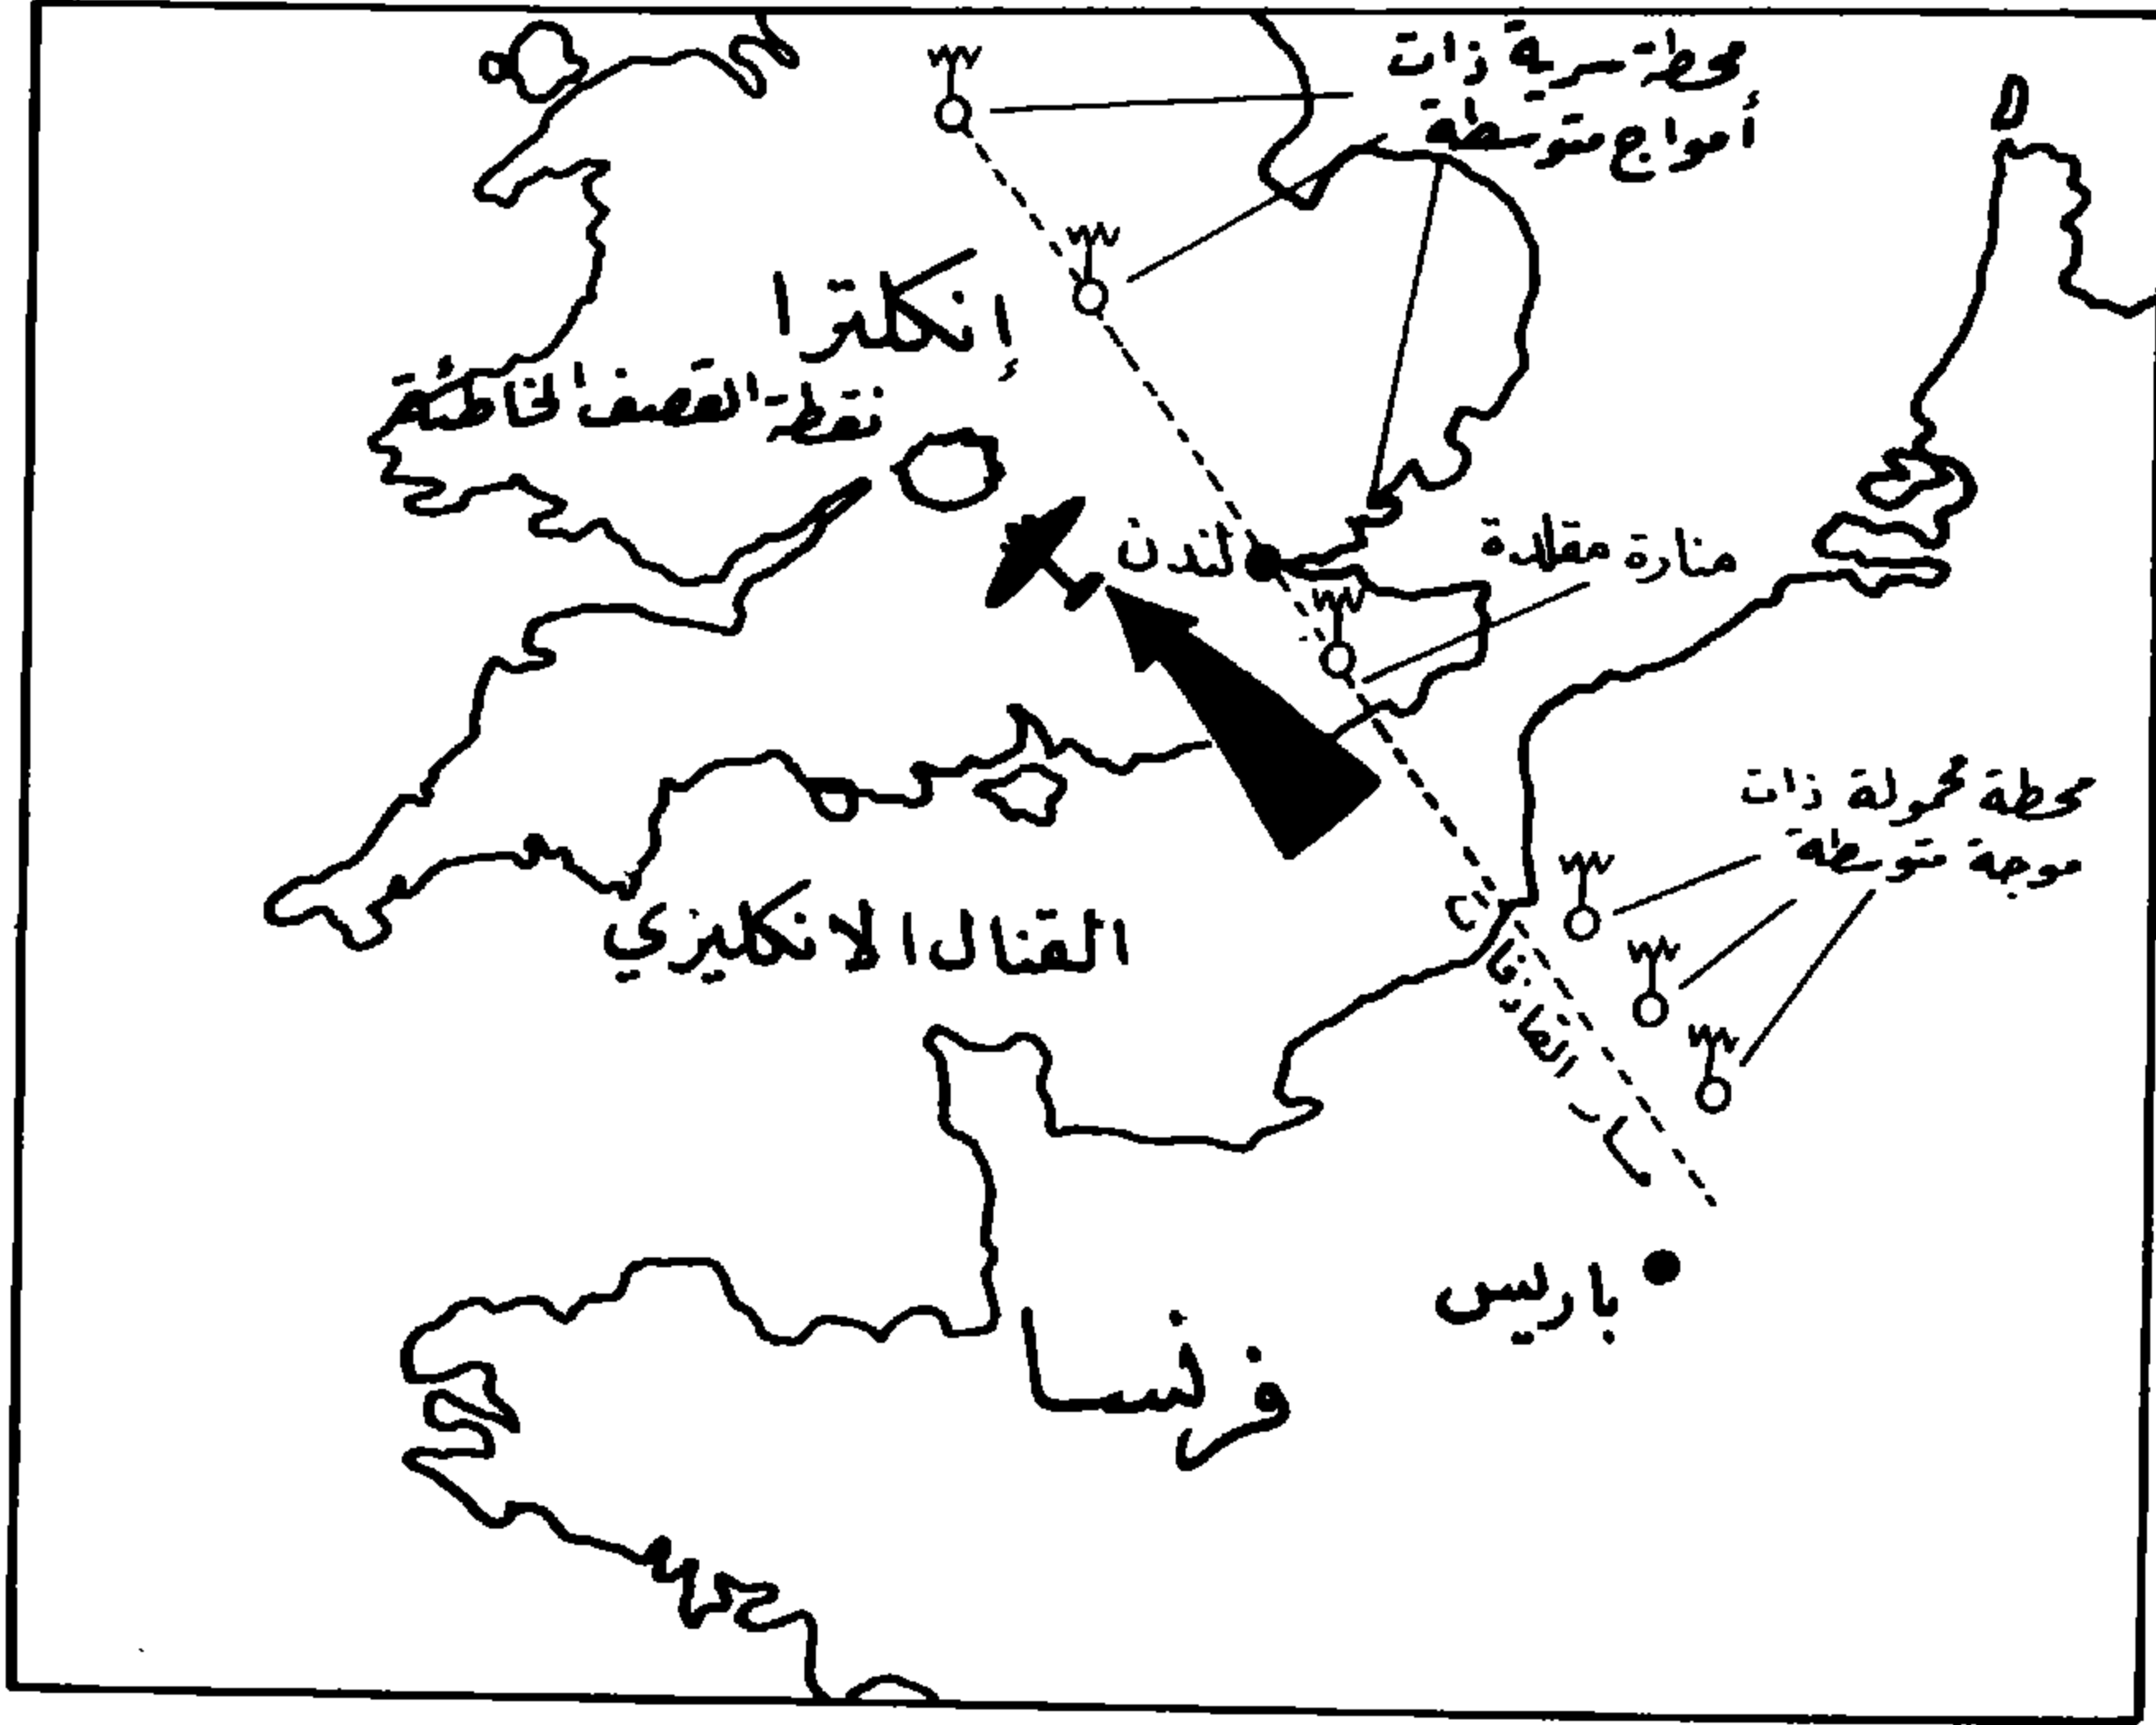 محطة سرية ذات
أمواج متوسطة
إنكلترا
نقطة القصف الخاطئة
لندن
منارة مقلدة
محطة محمولة ذات
موجة متوسطة
القنال الانكليزي
باريس
فرنسا